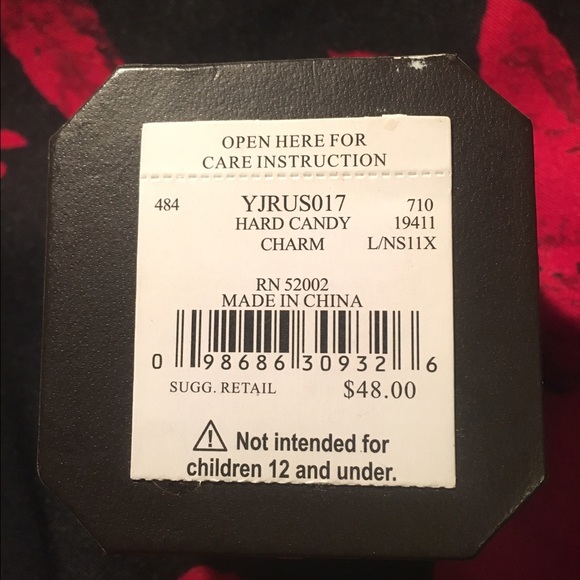 OPEN HERE FOR
CARE INSTRUCTION
484 YJRUS017 710
HARD CANDY 19411
CHARM L/NS11X
RN 52002
MADE IN CHINA
0 98686 30932 6
SUGG. RETAIL $48.00
Not intended for
children 12 and under.